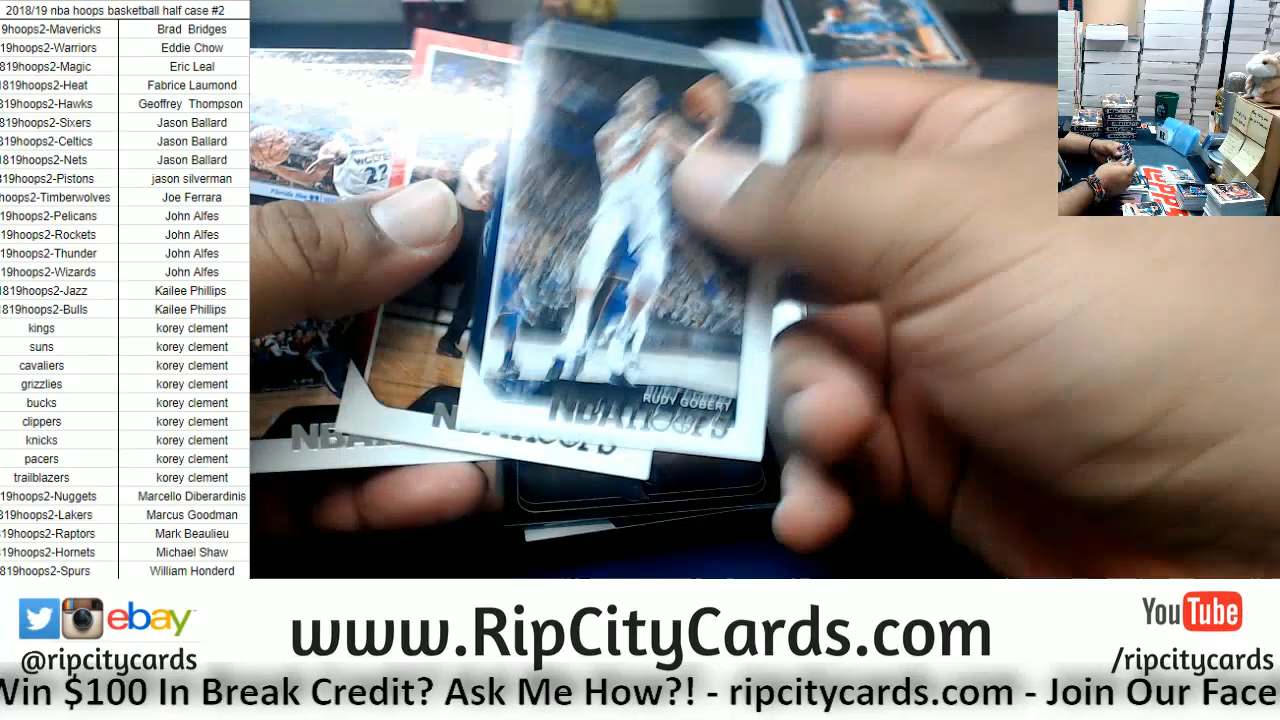 2018/19 nba hoops basketball half case #2
9hoops2-Mavericks Brad Bridges
19hoops2-Warriors Eddie Chow
819hoops2-Magic Eric Leal
819hoops2-Heat Fabrice Laumond
819hoops2-Hawks Geoffrey Thompson
819hoops2-Sixers Jason Ballard
819hoops2-Celtics Jason Ballard
819hoops2-Nets Jason Ballard
819hoops2-Pistons jason silverman
hoops2-Timberwolves Joe Ferrara
19hoops2-Pelicans John Alfes
19hoops2-Rockets John Alfes
19hoops2-Thunder John Alfes
19hoops2-Wizards John Alfes
1819hoops2-Jazz Kailee Phillips
1819hoops2-Bulls Kailee Phillips
kings korey clement
suns korey clement
cavaliers korey clement
grizzlies korey clement
bucks korey clement
clippers korey clement
knicks korey clement
pacers korey clement
trailblazers korey clement
19hoops2-Nuggets Marcello Diberardinis
819hoops2-Lakers Marcus Goodman
19hoops2-Raptors Mark Beaulieu
19hoops2-Hornets Michael Shaw
819hoops2-Spurs William Honderd
WOLVES
22
RUDY GOBERT
NBA HOOPS
NBA HOOPS
NBA
ebay
@ripcitycards
www.RipCityCards.com
YouTube
/ripcitycards
Win $100 In Break Credit? Ask Me How?! - ripcitycards.com - Join Our Face